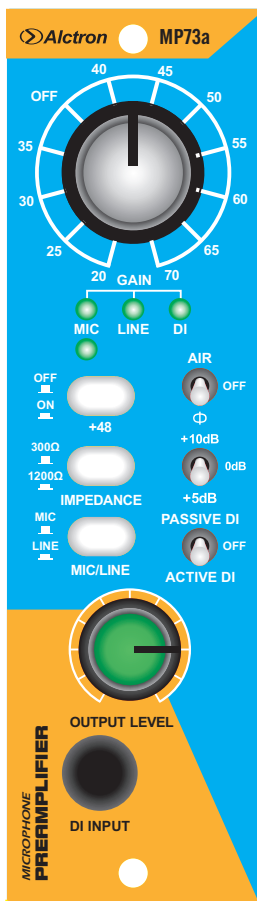 Alctron MP73a
40 45
OFF 50
35 55
30 60
25 65
20 70
GAIN
MIC LINE DI
OFF
ON
+48
AIR
OFF
Φ
300Ω
1200Ω
IMPEDANCE
+10dB
0dB
+5dB
MIC
LINE
MIC/LINE
PASSIVE DI
OFF
ACTIVE DI
OUTPUT LEVEL
DI INPUT
MICROPHONE
PREAMPLIFIER